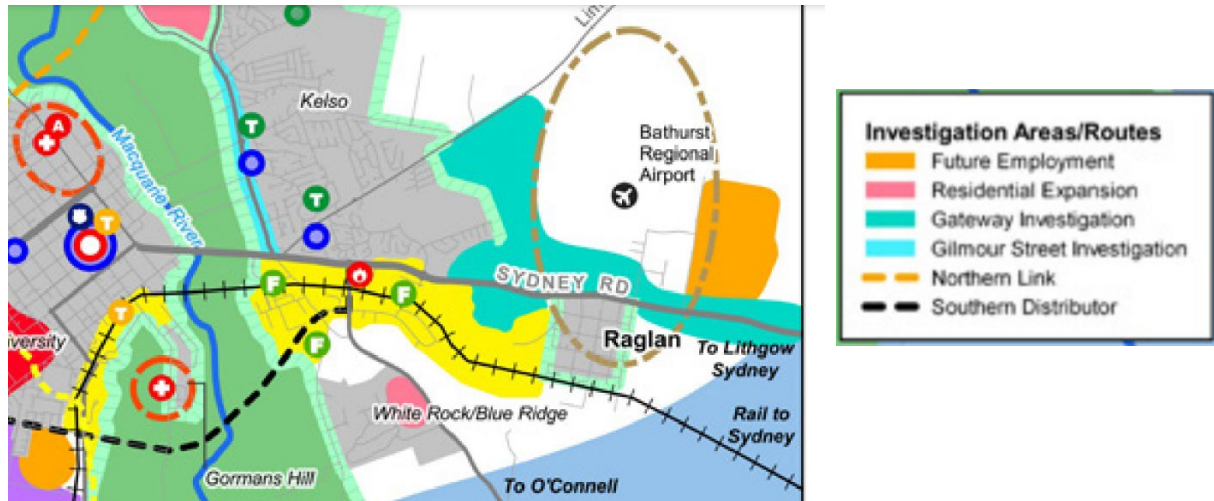 Lim
Kelso
A
T
Macquarie River
Bathurst
Regional
Airport
T
T
SYDNEY RD
F
F
T
F
iversity
Raglan
To Lithgow
Sydney
White Rock/Blue Ridge
Rail to
Sydney
Gormans Hill
To O'Connell
Investigation Areas/Routes
Future Employment
Residential Expansion
Gateway Investigation
Gilmour Street Investigation
Northern Link
Southern Distributor